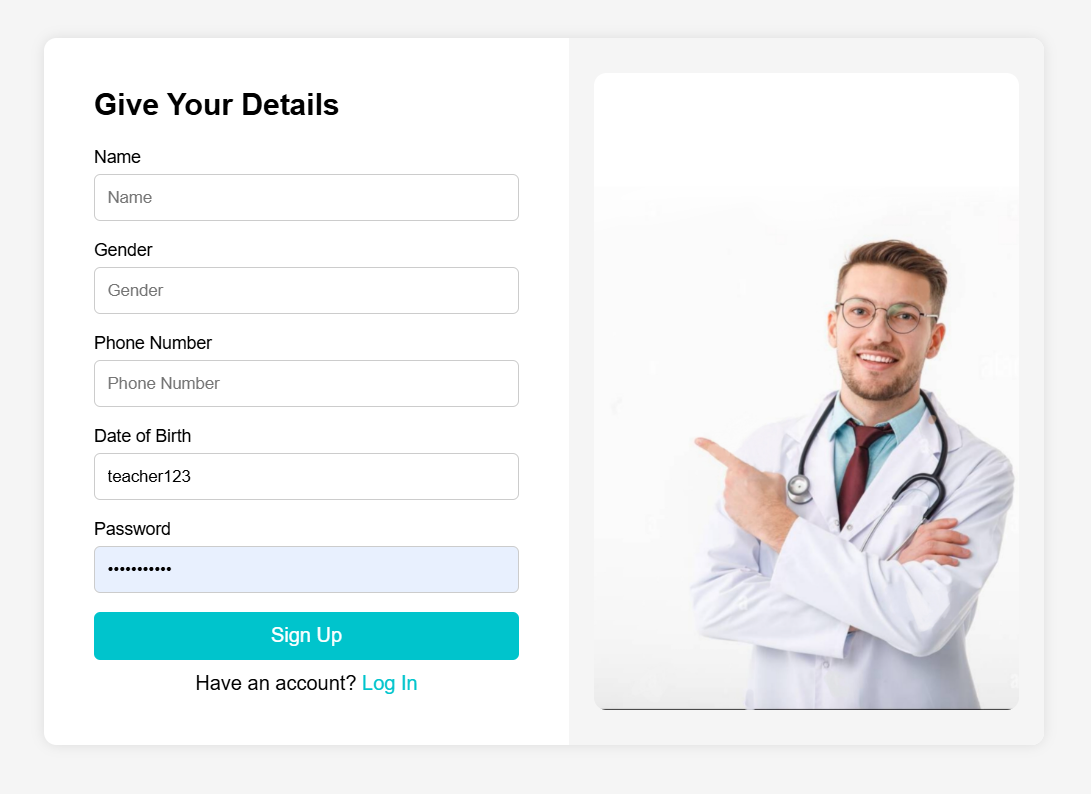 Give Your Details
Name
Name
Gender
Gender
Phone Number
Phone Number
Date of Birth
teacher123
Password
•••••••••••
Sign Up
Have an account? Log In